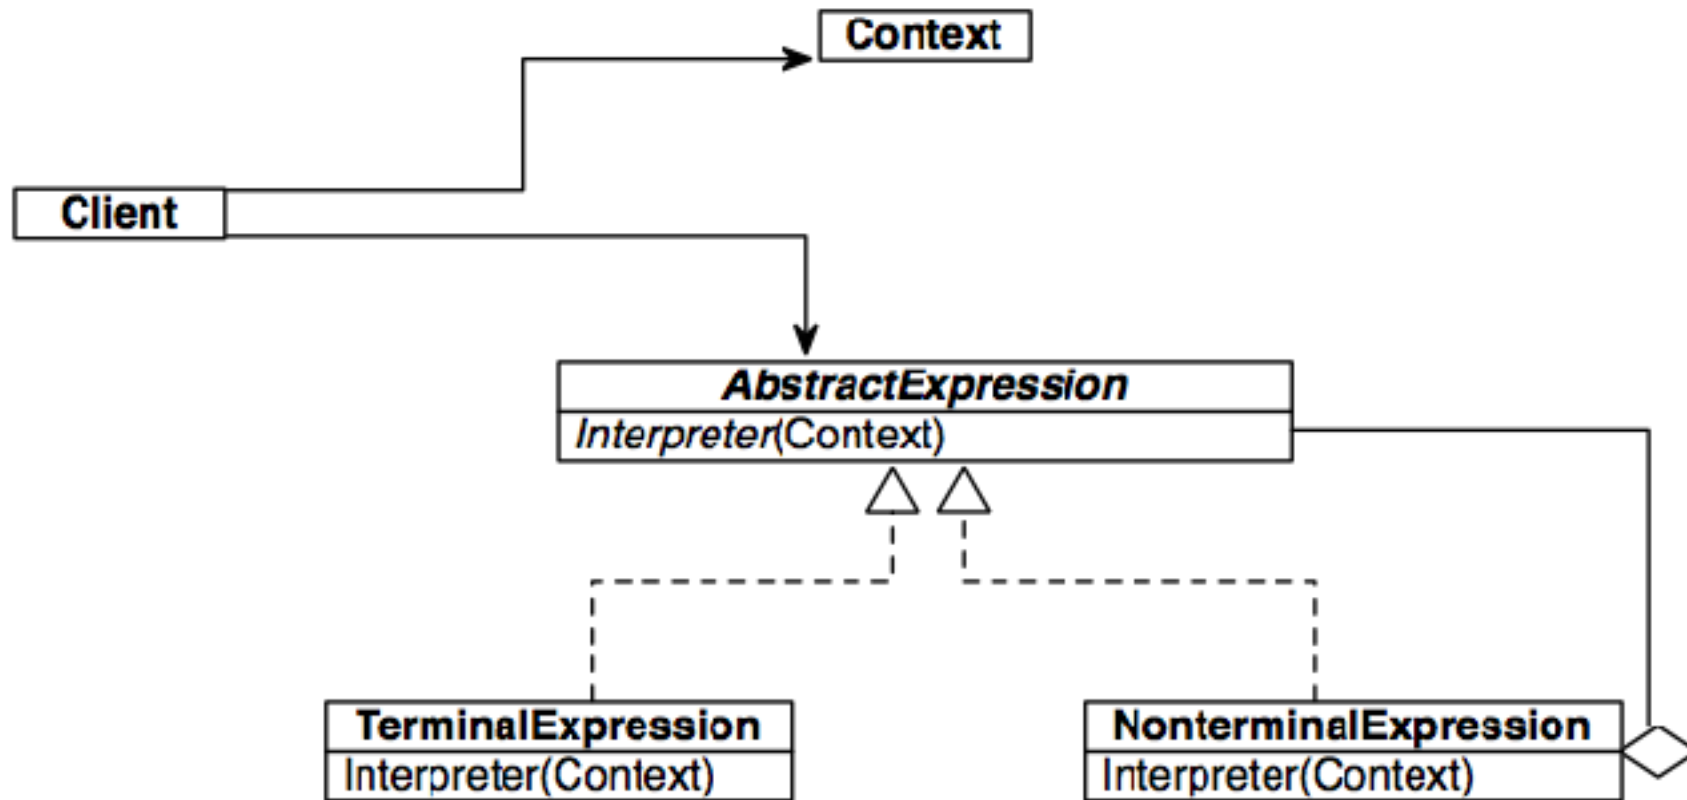 Context
Client
AbstractExpression
Interpreter(Context)
TerminalExpression
Interpreter(Context)
NonterminalExpression
Interpreter(Context)